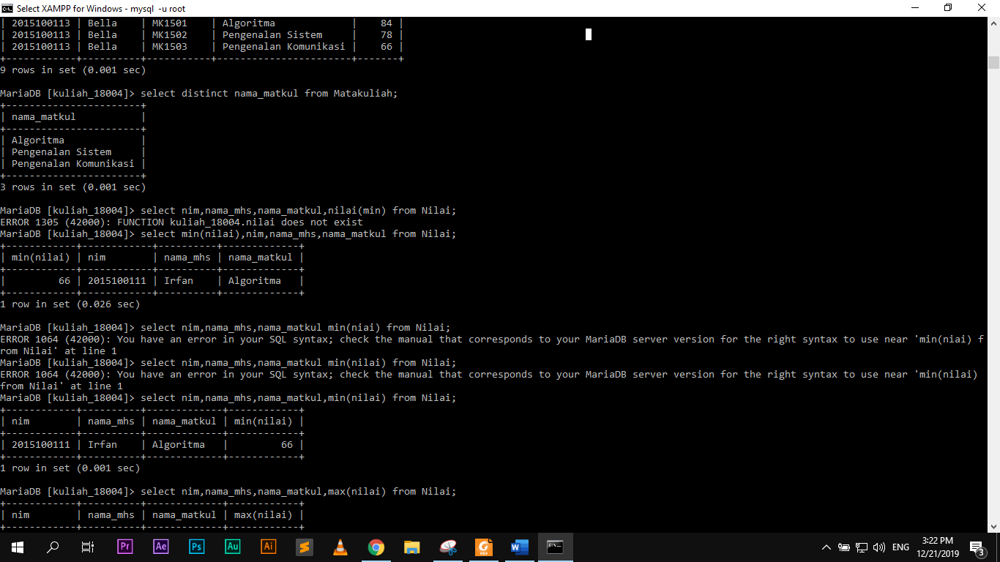 Select XAMPP for Windows - mysql  -u root
| 2015100113 | Bella    | MK1501    | Algoritma             |    84 |
| 2015100113 | Bella    | MK1502    | Pengenalan Sistem     |    78 |
| 2015100113 | Bella    | MK1503    | Pengenalan Komunikasi |    66 |
+------------+----------+-----------+-----------------------+-------+
9 rows in set (0.001 sec)
MariaDB [kuliah_18004]> select distinct nama_matkul from Matakuliah;
+-----------------------+
| nama_matkul           |
+-----------------------+
| Algoritma             |
| Pengenalan Sistem     |
| Pengenalan Komunikasi |
+-----------------------+
3 rows in set (0.001 sec)
MariaDB [kuliah_18004]> select nim,nama_mhs,nama_matkul,nilai(min) from Nilai;
ERROR 1305 (42000): FUNCTION kuliah_18004.nilai does not exist
MariaDB [kuliah_18004]> select min(nilai),nim,nama_mhs,nama_matkul from Nilai;
+------------+------------+----------+-------------+
| min(nilai) | nim        | nama_mhs | nama_matkul |
+------------+------------+----------+-------------+
|         66 | 2015100111 | Irfan    | Algoritma   |
+------------+------------+----------+-------------+
1 row in set (0.026 sec)
MariaDB [kuliah_18004]> select nim,nama_mhs,nama_matkul min(niai) from Nilai;
ERROR 1064 (42000): You have an error in your SQL syntax; check the manual that corresponds to your MariaDB server version for the right syntax to use near 'min(niai) f
rom Nilai' at line 1
MariaDB [kuliah_18004]> select nim,nama_mhs,nama_matkul min(nilai) from Nilai;
ERROR 1064 (42000): You have an error in your SQL syntax; check the manual that corresponds to your MariaDB server version for the right syntax to use near 'min(nilai)
from Nilai' at line 1
MariaDB [kuliah_18004]> select nim,nama_mhs,nama_matkul,min(nilai) from Nilai;
+------------+----------+-------------+------------+
| nim        | nama_mhs | nama_matkul | min(nilai) |
+------------+----------+-------------+------------+
| 2015100111 | Irfan    | Algoritma   |         66 |
+------------+----------+-------------+------------+
1 row in set (0.001 sec)
MariaDB [kuliah_18004]> select nim,nama_mhs,nama_matkul,max(nilai) from Nilai;
+------------+----------+-------------+------------+
| nim        | nama_mhs | nama_matkul | max(nilai) |
+------------+----------+-------------+------------+
Pr Ae Ps Au Ai
ENG
3:22 PM
12/21/2019
3